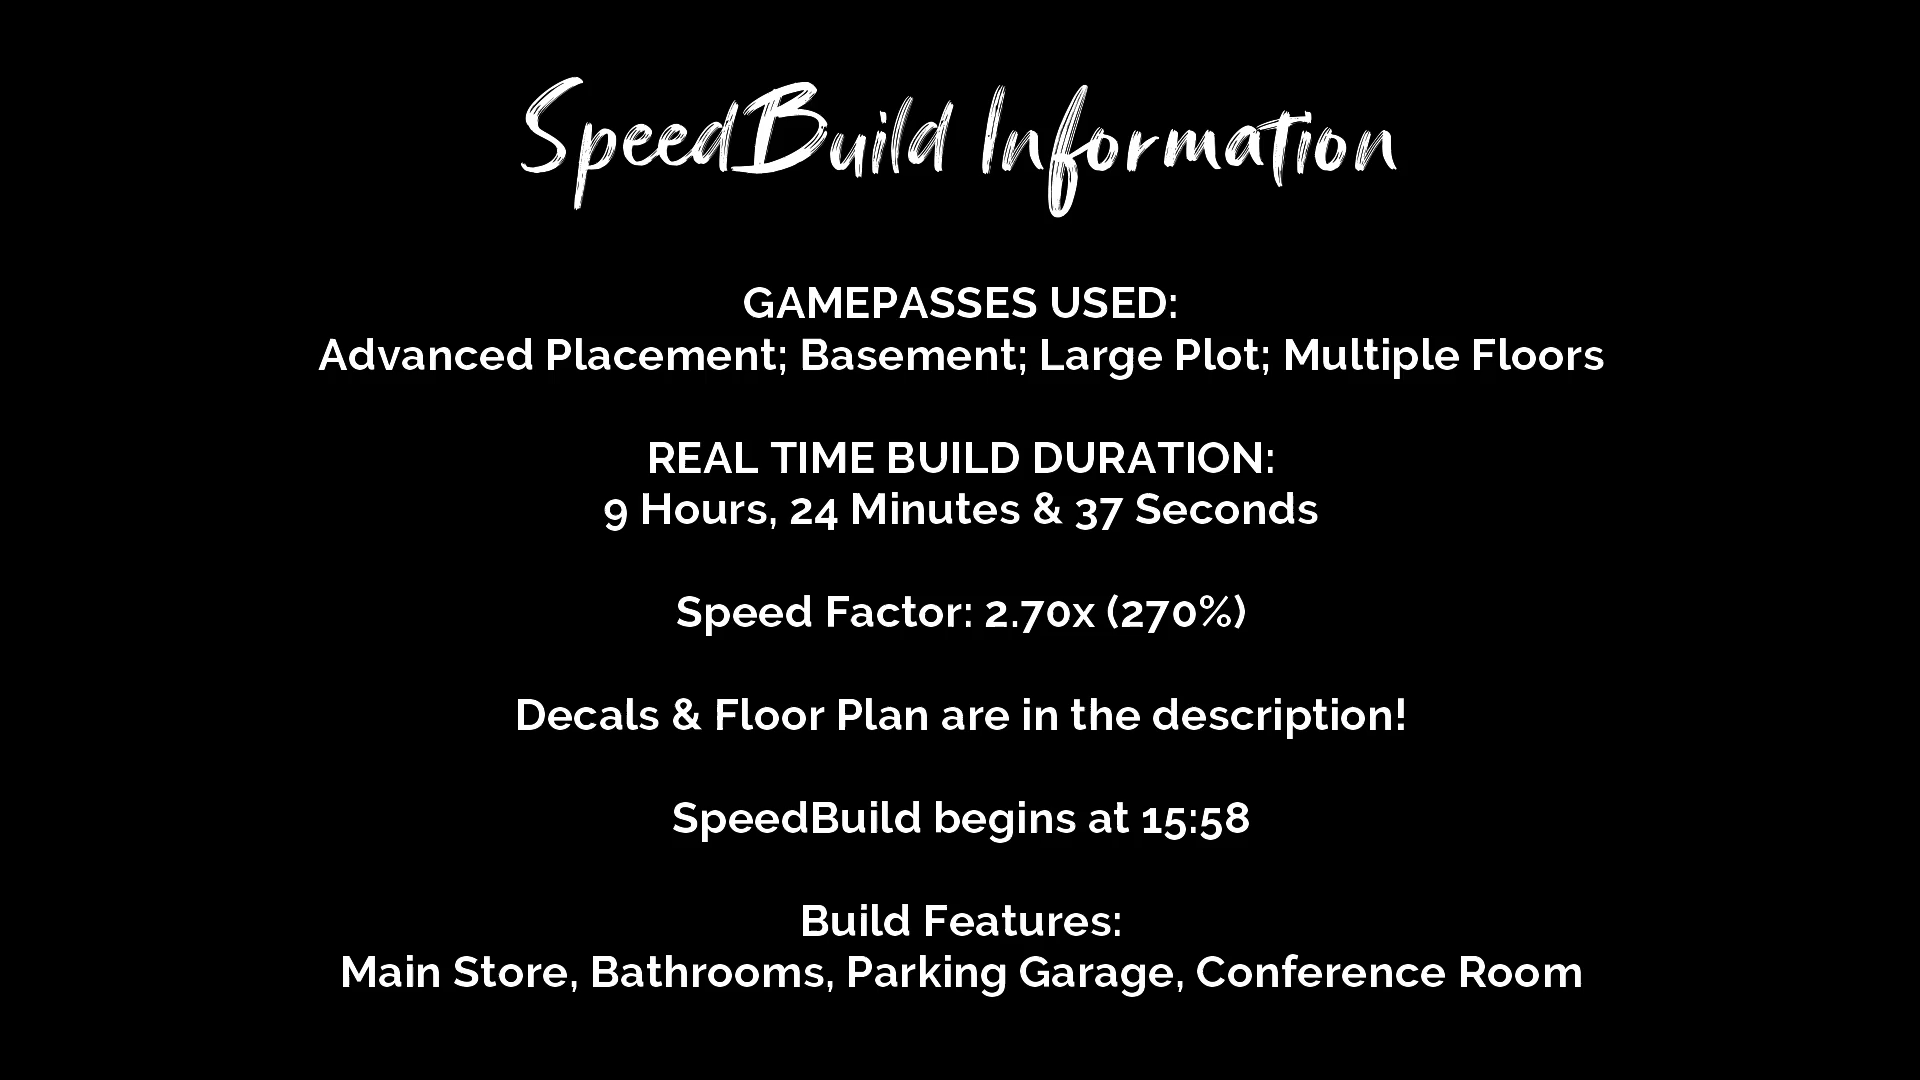 SpeedBuild Information
GAMEPASSES USED:
Advanced Placement; Basement; Large Plot; Multiple Floors
REAL TIME BUILD DURATION:
9 Hours, 24 Minutes & 37 Seconds
Speed Factor: 2.70x (270%)
Decals & Floor Plan are in the description!
SpeedBuild begins at 15:58
Build Features:
Main Store, Bathrooms, Parking Garage, Conference Room